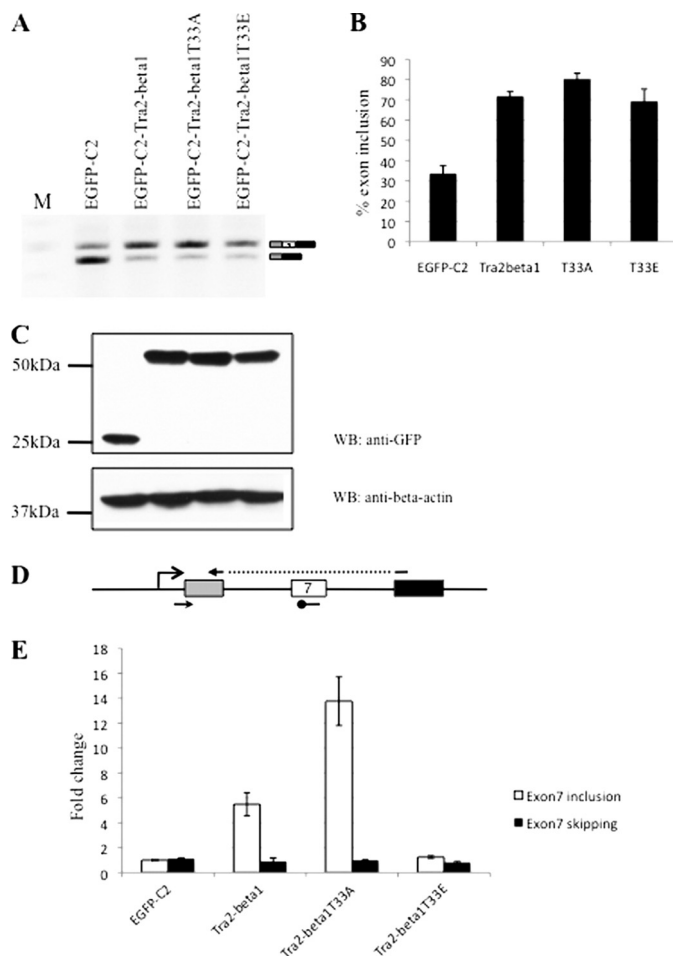 A
M
EGFP-C2
EGFP-C2-Tra2-beta1
EGFP-C2-Tra2-beta1T33A
EGFP-C2-Tra2-beta1T33E
B
% exon inclusion
90
80
70
60
50
40
30
20
10
0
EGFP-C2 Tra2beta1 T33A T33E
C
50kDa
25kDa
WB: anti-GFP
37kDa
WB: anti-beta-actin
D
7
E
Fold change
18
16
14
12
10
8
6
4
2
0
EGFP-C2
Tra2-beta1
Tra2-beta1T33A
Tra2-beta1T33E
Exon7 inclusion
Exon7 skipping